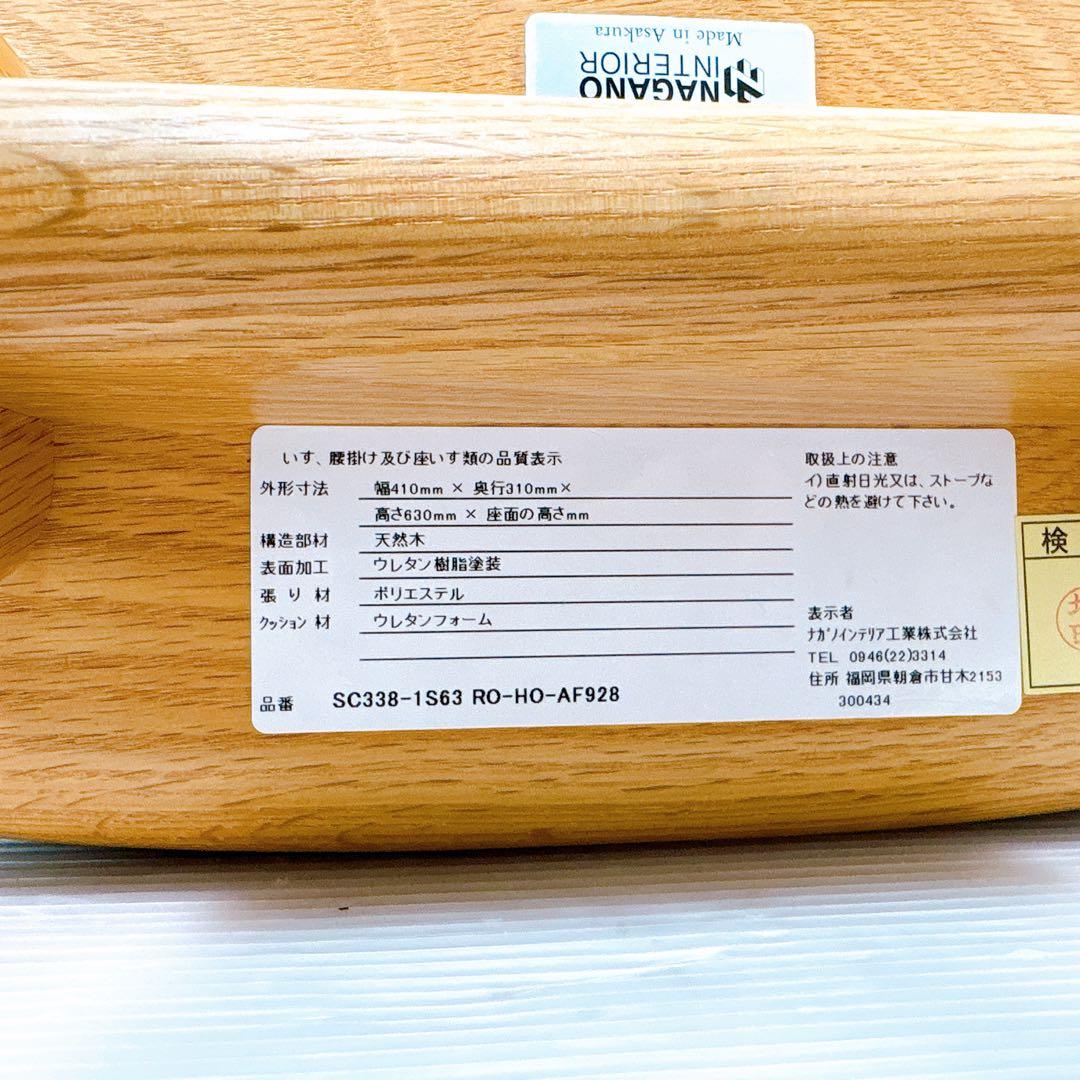 Made in Asakura
NAGANO
INTERIOR
いす、腰掛け及び座いす類の品質表示
外形寸法 幅410mm × 奥行310mm×
高さ630mm × 座面の高さmm
構造部材 天然木
表面加工 ウレタン樹脂塗装
張り材 ポリエステル
クッション材 ウレタンフォーム
品番 SC338-1S63 RO-HO-AF928
取扱上の注意
イ)直射日光又は、ストーブな
どの熱を避けて下さい。
表示者
ナガノインテリア工業株式会社
TEL 0946(22)3314
住所 福岡県朝倉市甘木2153
300434
検